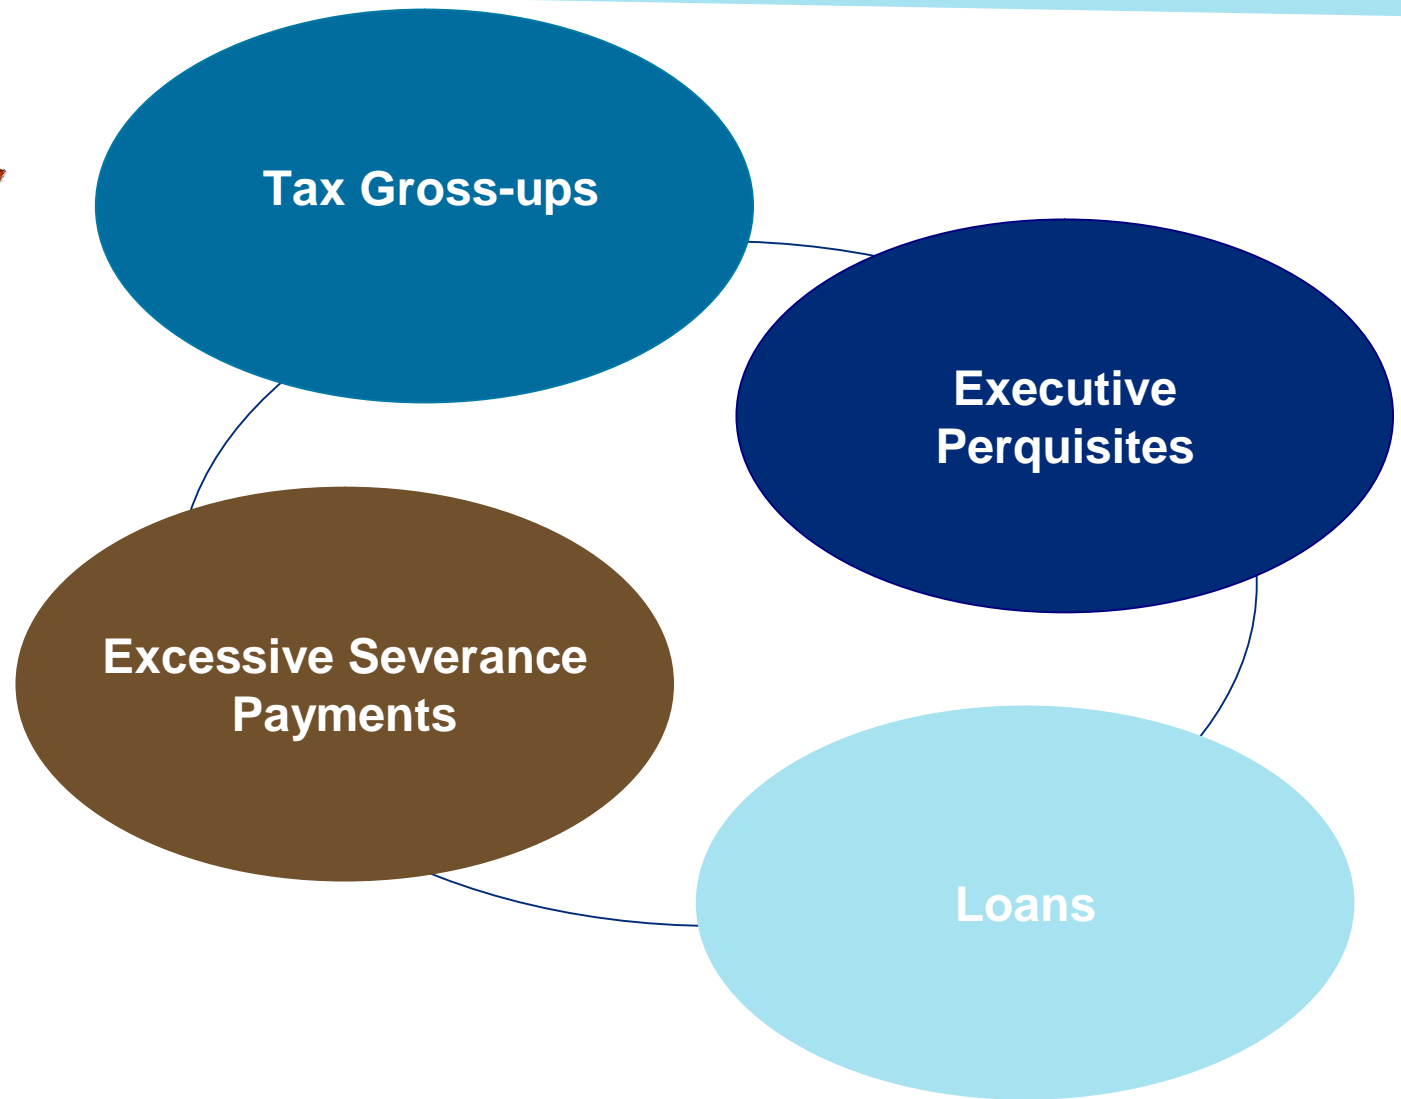 Tax Gross-ups
Executive
Perquisites
Excessive Severance
Payments
Loans